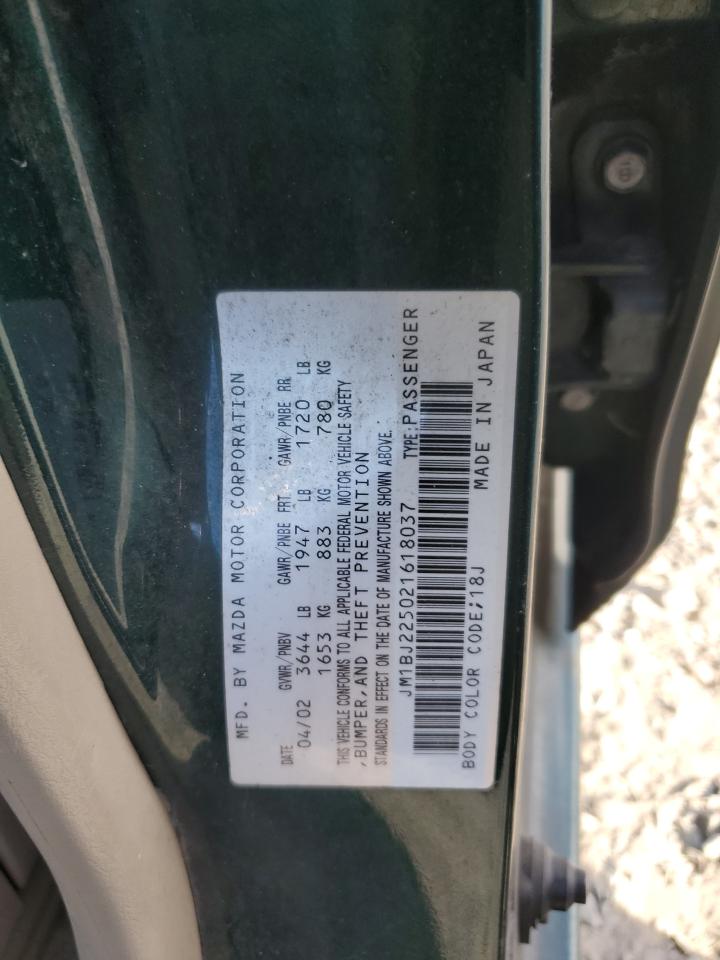 MFD. BY MAZDA MOTOR CORPORATION
DATE GVWR/PNBV GAWR/PNBE FRT GAWR/PNBE RR
04/02 3644 LB 1947 LB 1720 LB
1653 KG 883 KG 780 KG
THIS VEHICLE CONFORMS TO ALL APPLICABLE FEDERAL MOTOR VEHICLE SAFETY
,BUMPER,AND THEFT PREVENTION
STANDARDS IN EFFECT ON THE DATE OF MANUFACTURE SHOWN ABOVE.
JM1BJ225021618037 TYPE:PASSENGER
BODY COLOR CODE;18J MADE IN JAPAN